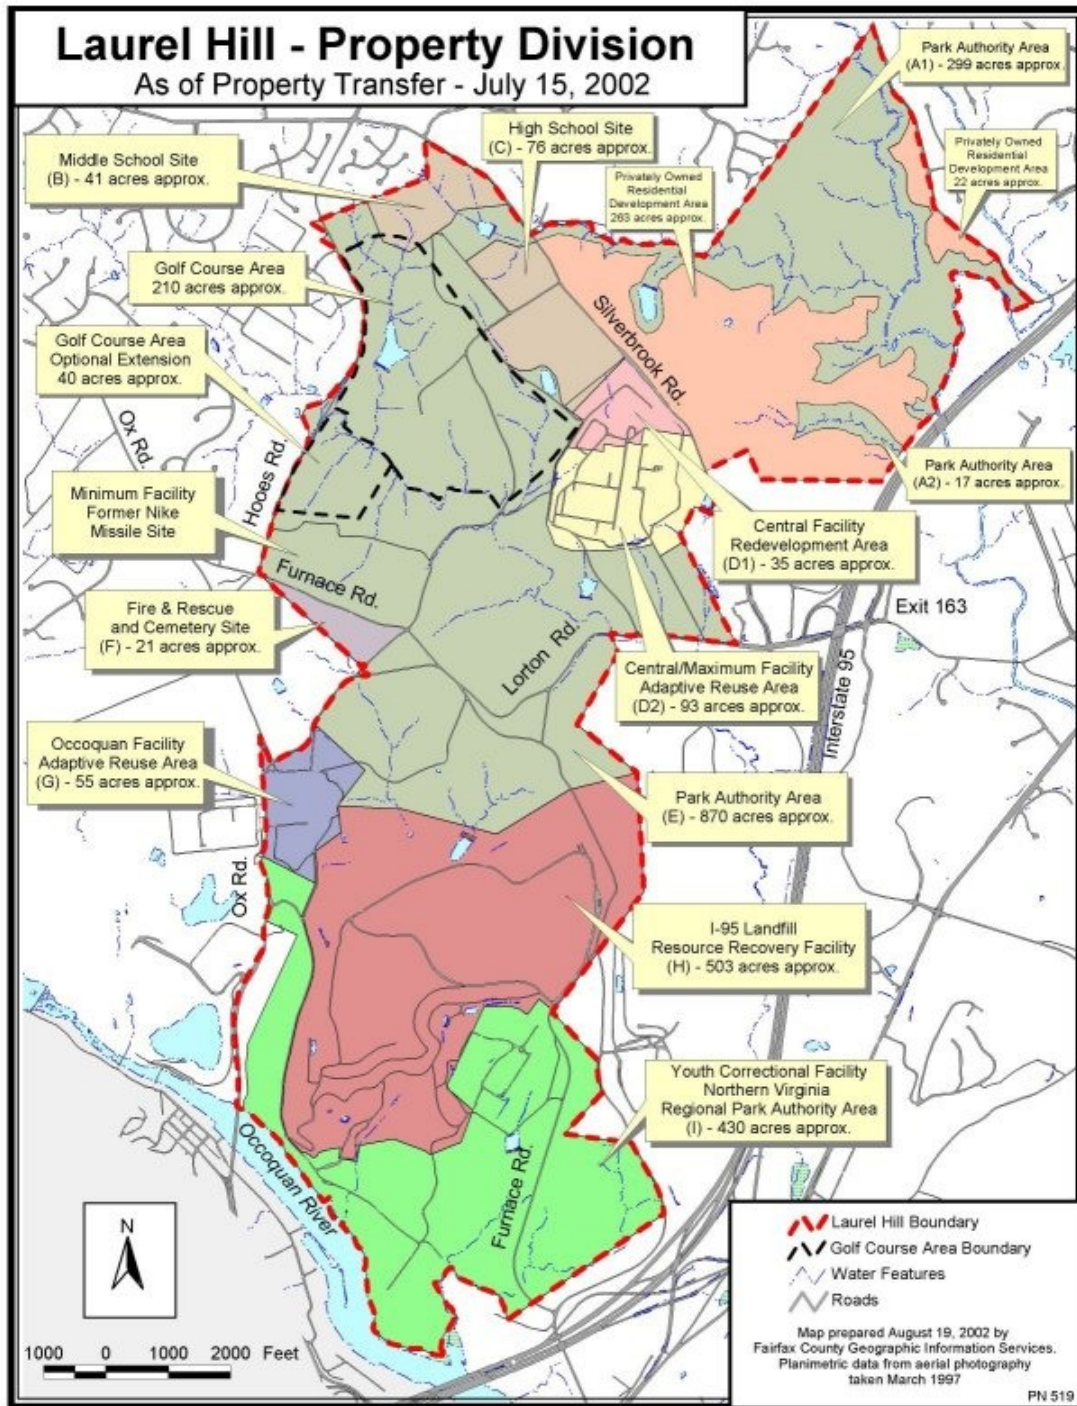 Laurel Hill - Property Division
As of Property Transfer - July 15, 2002
Park Authority Area
(A1) - 299 acres approx.
High School Site
(C) - 76 acres approx.
Middle School Site
(B) - 41 acres approx.
Privately Owned
Residential
Development Area
263 acres approx.
Privately Owned
Residential
Development Area
22 acres approx.
Golf Course Area
210 acres approx.
Golf Course Area
Optional Extension
40 acres approx.
Silverbrook Rd.
Ox Rd.
Hooes Rd.
Park Authority Area
(A2) - 17 acres approx.
Minimum Facility
Former Nike
Missile Site
Central Facility
Redevelopment Area
(D1) - 35 acres approx.
Furnace Rd.
Exit 163
Fire & Rescue
and Cemetery Site
(F) - 21 acres approx.
Lorton Rd.
Interstate 95
Central/Maximum Facility
Adaptive Reuse Area
(D2) - 93 arces approx.
Occoquan Facility
Adaptive Reuse Area
(G) - 55 acres approx.
Park Authority Area
(E) - 870 acres approx.
Ox Rd.
I-95 Landfill
Resource Recovery Facility
(H) - 503 acres approx.
Youth Correctional Facility
Northern Virginia
Regional Park Authority Area
(I) - 430 acres approx.
Occoquan River
Furnace Rd.
N
1000 0 1000 2000 Feet
Laurel Hill Boundary
Golf Course Area Boundary
Water Features
Roads
Map prepared August 19, 2002 by
Fairfax County Geographic Information Services.
Planimetric data from aerial photography
taken March 1997
PN 519